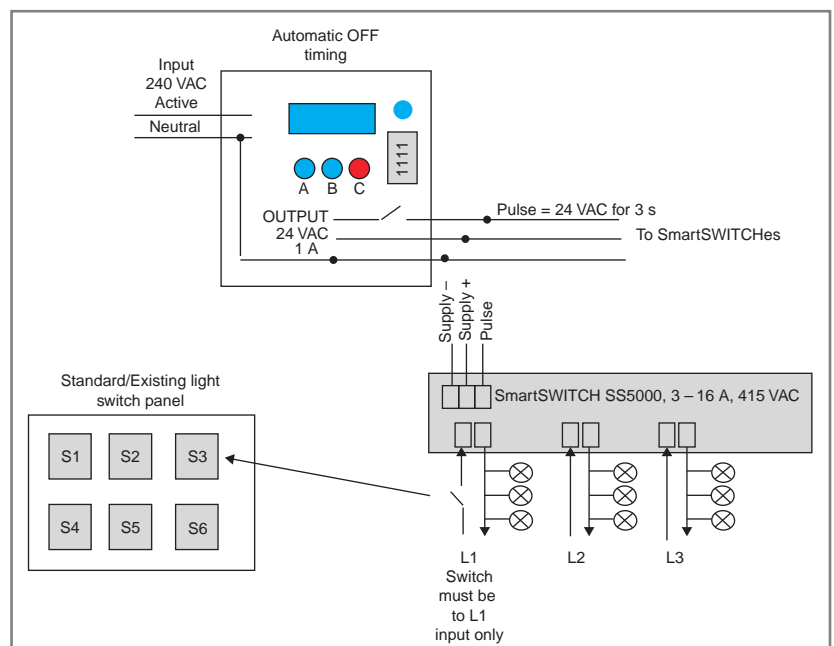 Automatic OFF
timing
Input
240 VAC
Active
Neutral
1111
A B C
OUTPUT
Pulse = 24 VAC for 3 s
24 VAC
To SmartSWITCHes
1 A
Supply –
Supply +
Pulse
SmartSWITCH SS5000, 3 – 16 A, 415 VAC
Standard/Existing light
switch panel
S1 S2 S3
S4 S5 S6
L1 L2 L3
Switch
must be
to L1
input only